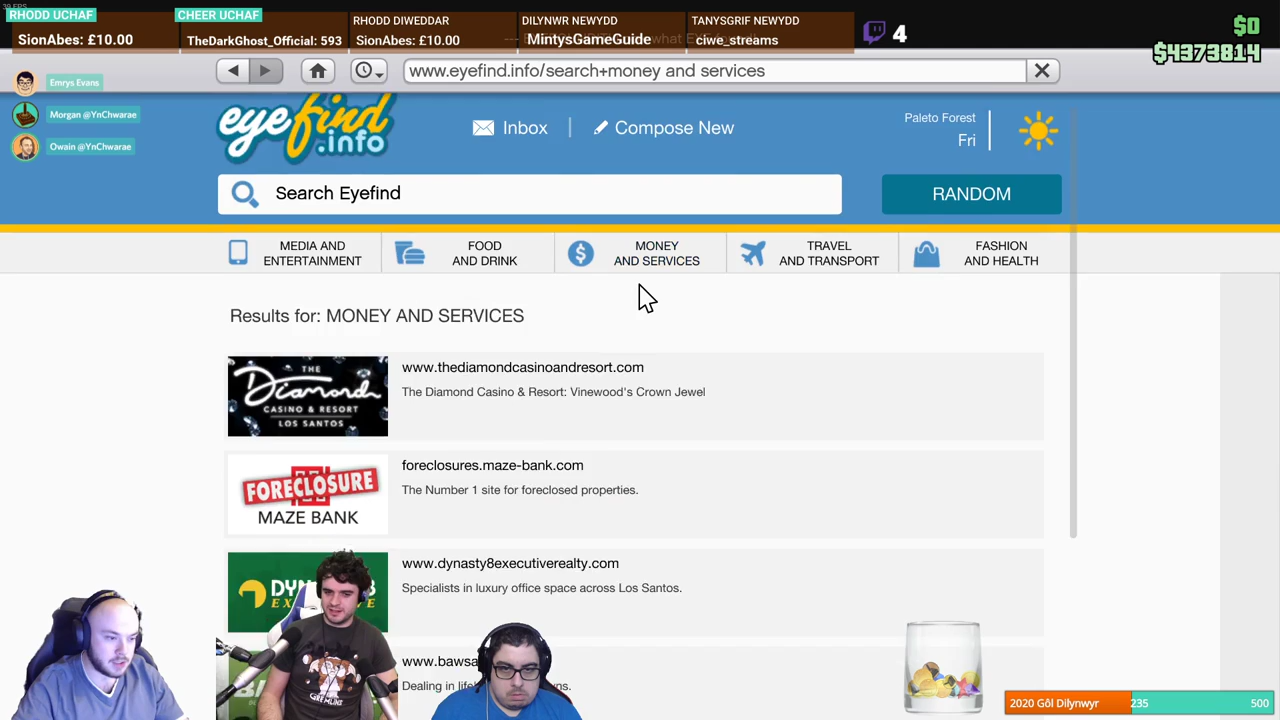 39 FPS
RHODD UCHAF
SionAbes: £10.00
CHEER UCHAF
TheDarkGhost_Official: 593
RHODD DIWEDDAR
SionAbes: £10.00
DILYNWR NEWYDD
MintysGameGuide
TANYSGRIF NEWYDD
ciwe_streams
4
$0
$4373814
www.eyefind.info/search+money and services
Emrys Evans
Morgan @YnChwarae
Owain @YnChwarae
eyefind
.info
Inbox
Compose New
Paleto Forest
Fri
Search Eyefind
RANDOM
MEDIA AND
ENTERTAINMENT
FOOD
AND DRINK
MONEY
AND SERVICES
TRAVEL
AND TRANSPORT
FASHION
AND HEALTH
Results for: MONEY AND SERVICES
THE
Diamond
CASINO & RESORT
LOS SANTOS
www.thediamondcasinoandresort.com
The Diamond Casino & Resort: Vinewood's Crown Jewel
FORECLOSURE
MAZE BANK
foreclosures.maze-bank.com
The Number 1 site for foreclosed properties.
www.dynasty8executiverealty.com
Specialists in luxury office space across Los Santos.
www.bawsa
Dealing in
GREMLINS
2020 Gôl Dilynwyr
235
500